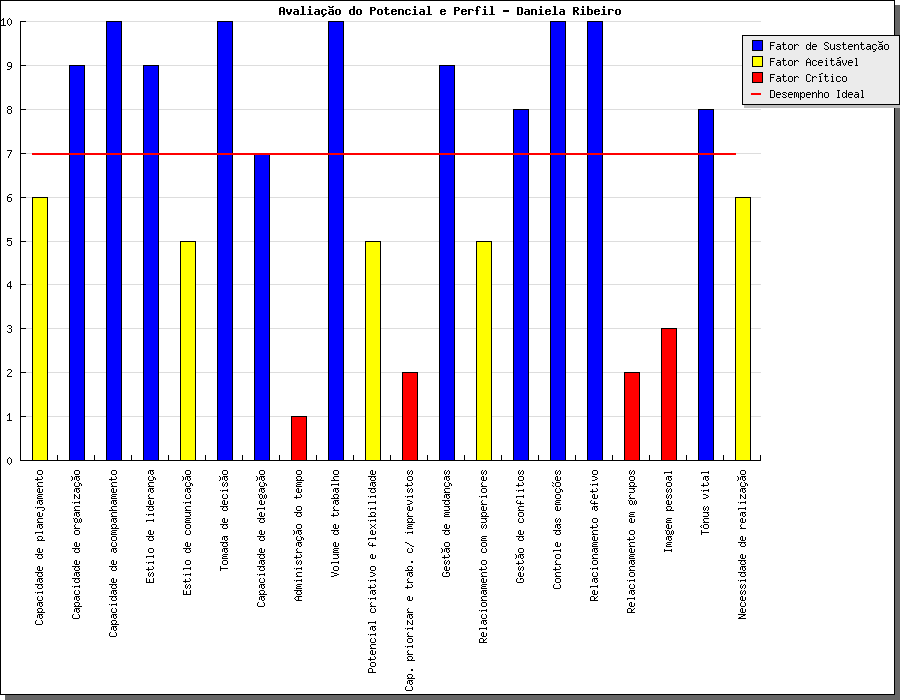 Avaliação do Potencial e Perfil - Daniela Ribeiro
Fator de Sustentação
Fator Aceitável
Fator Crítico
Desempenho Ideal
10
9
8
7
6
5
4
3
2
1
0
Capacidade de planejamento
Capacidade de organização
Capacidade de acompanhamento
Estilo de liderança
Estilo de comunicação
Tomada de decisão
Capacidade de delegação
Administração do tempo
Volume de trabalho
Potencial criativo e flexibilidade
Cap. priorizar e trab. c/ imprevistos
Gestão de mudanças
Relacionamento com superiores
Gestão de conflitos
Controle das emoções
Relacionamento afetivo
Relacionamento em grupos
Imagem pessoal
Tônus vital
Necessidade de realização